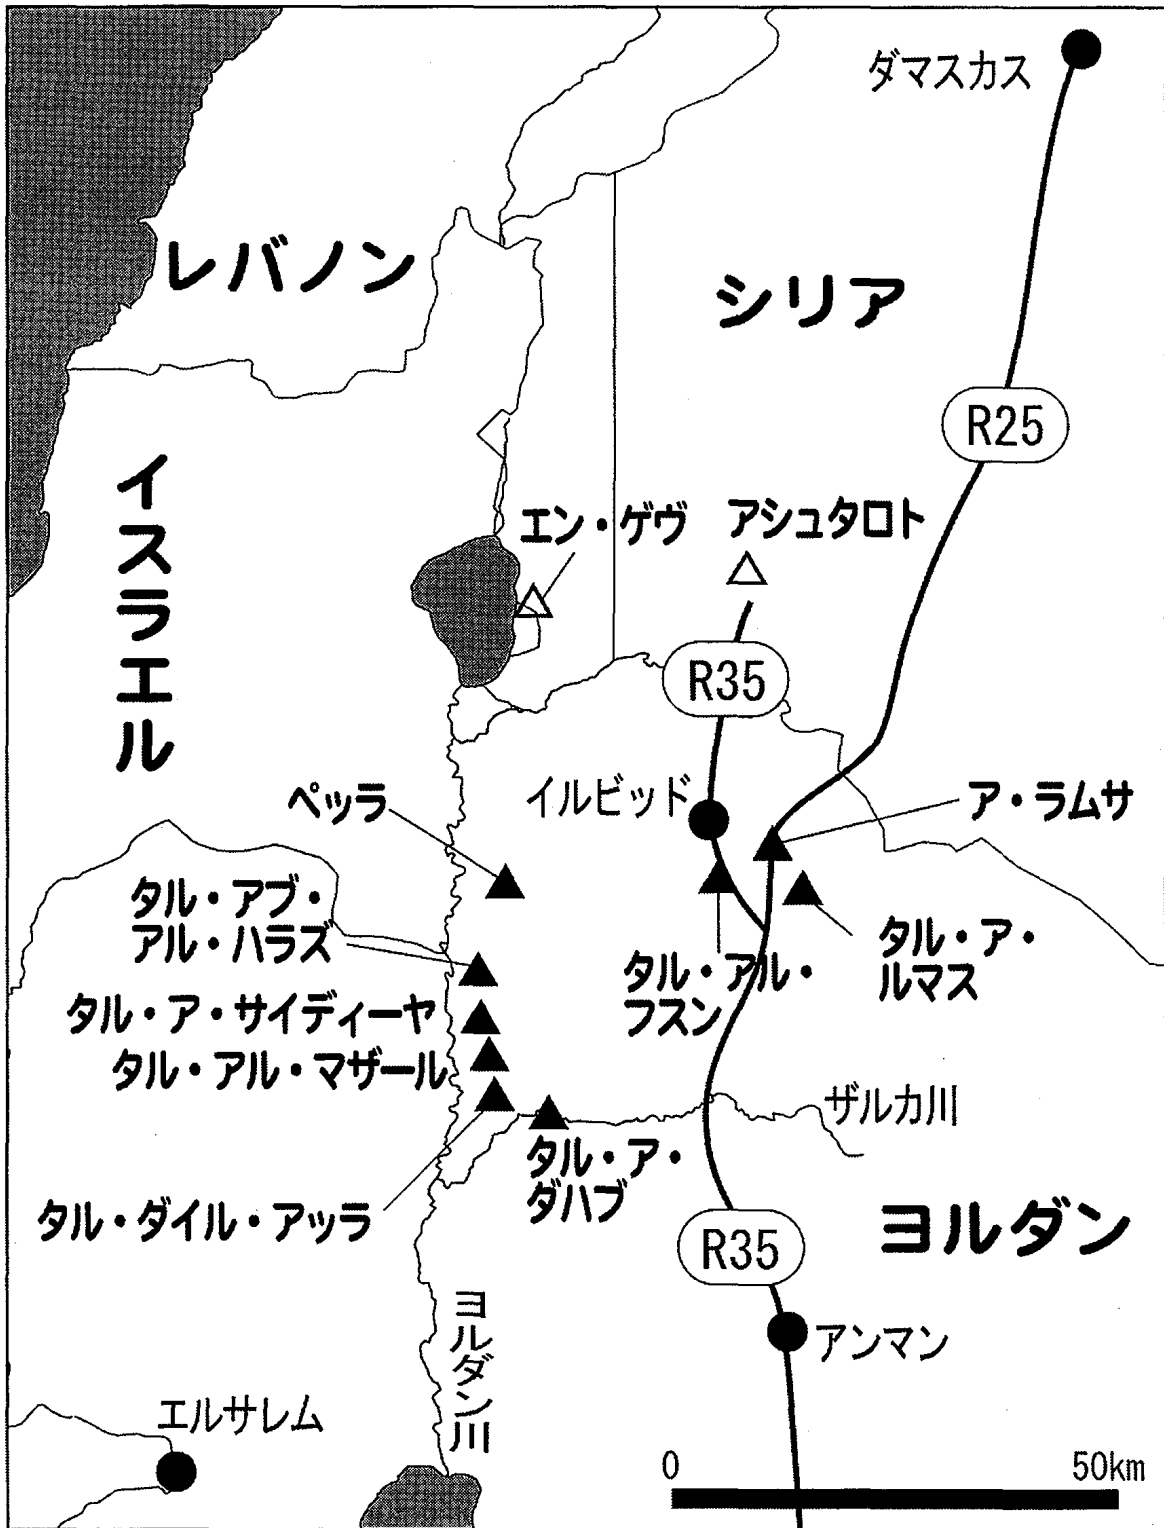 ダマスカス
レバノン
シリア
R25
イスラエル
エン・ゲヴ
アシュタロト
R35
ペッラ
イルビッド
ア・ラムサ
タル・アブ・
アル・ハラズ
タル・ア・サイディーヤ
タル・アル・マザール
タル・アル・
フスン
タル・ア・
ルマス
ザルカ川
タル・ア・
ダハブ
タル・ダイル・アッラ
ヨルダン
R35
ヨルダン川
アンマン
エルサレム
0
50km